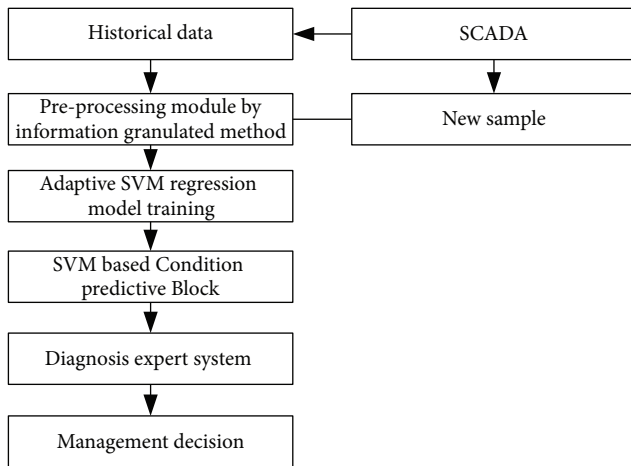 Historical data
SCADA
Pre-processing module by
information granulated method
New sample
Adaptive SVM regression
model training
SVM based Condition
predictive Block
Diagnosis expert system
Management decision